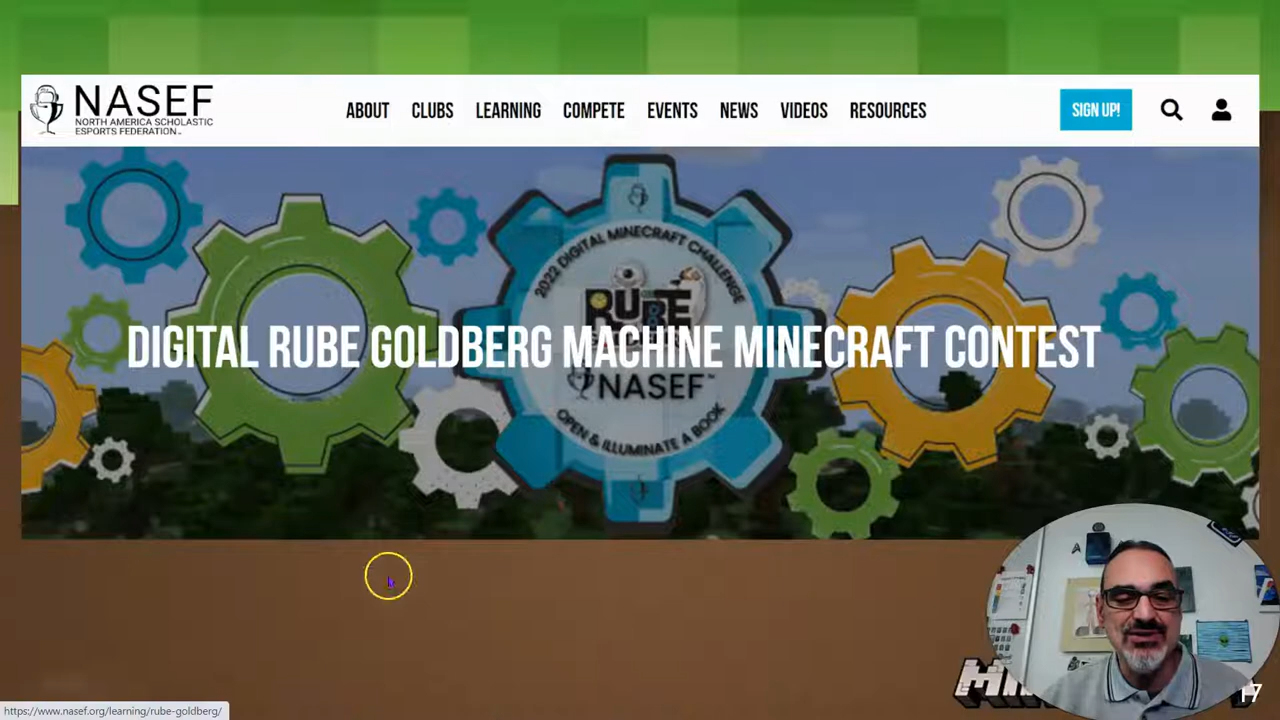 NASEF
NORTH AMERICA SCHOLASTIC
ESPORTS FEDERATION
ABOUT CLUBS LEARNING COMPETE EVENTS NEWS VIDEOS RESOURCES
SIGN UP!
2022 DIGITAL MINECRAFT CHALLENGE
RUBE
DIGITAL RUBE GOLDBERG MACHINE MINECRAFT CONTEST
NASEF
OPEN & ILLUMINATE A BOOK
17
https://www.nasef.org/learning/rube-goldberg/